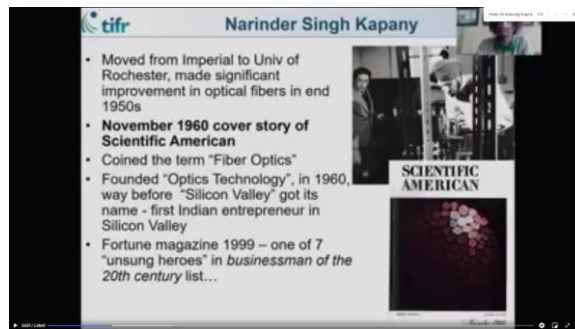 tifr
Narinder Singh Kapany
• Moved from Imperial to Univ of
Rochester, made significant
improvement in optical fibers in end
1950s
• November 1960 cover story of
Scientific American
• Coined the term “Fiber Optics”
• Founded “Optics Technology”, in 1960,
way before “Silicon Valley” got its
name - first Indian entrepreneur in
Silicon Valley
• Fortune magazine 1999 – one of 7
“unsung heroes” in businessman of the
20th century list…
SCIENTIFIC
AMERICAN